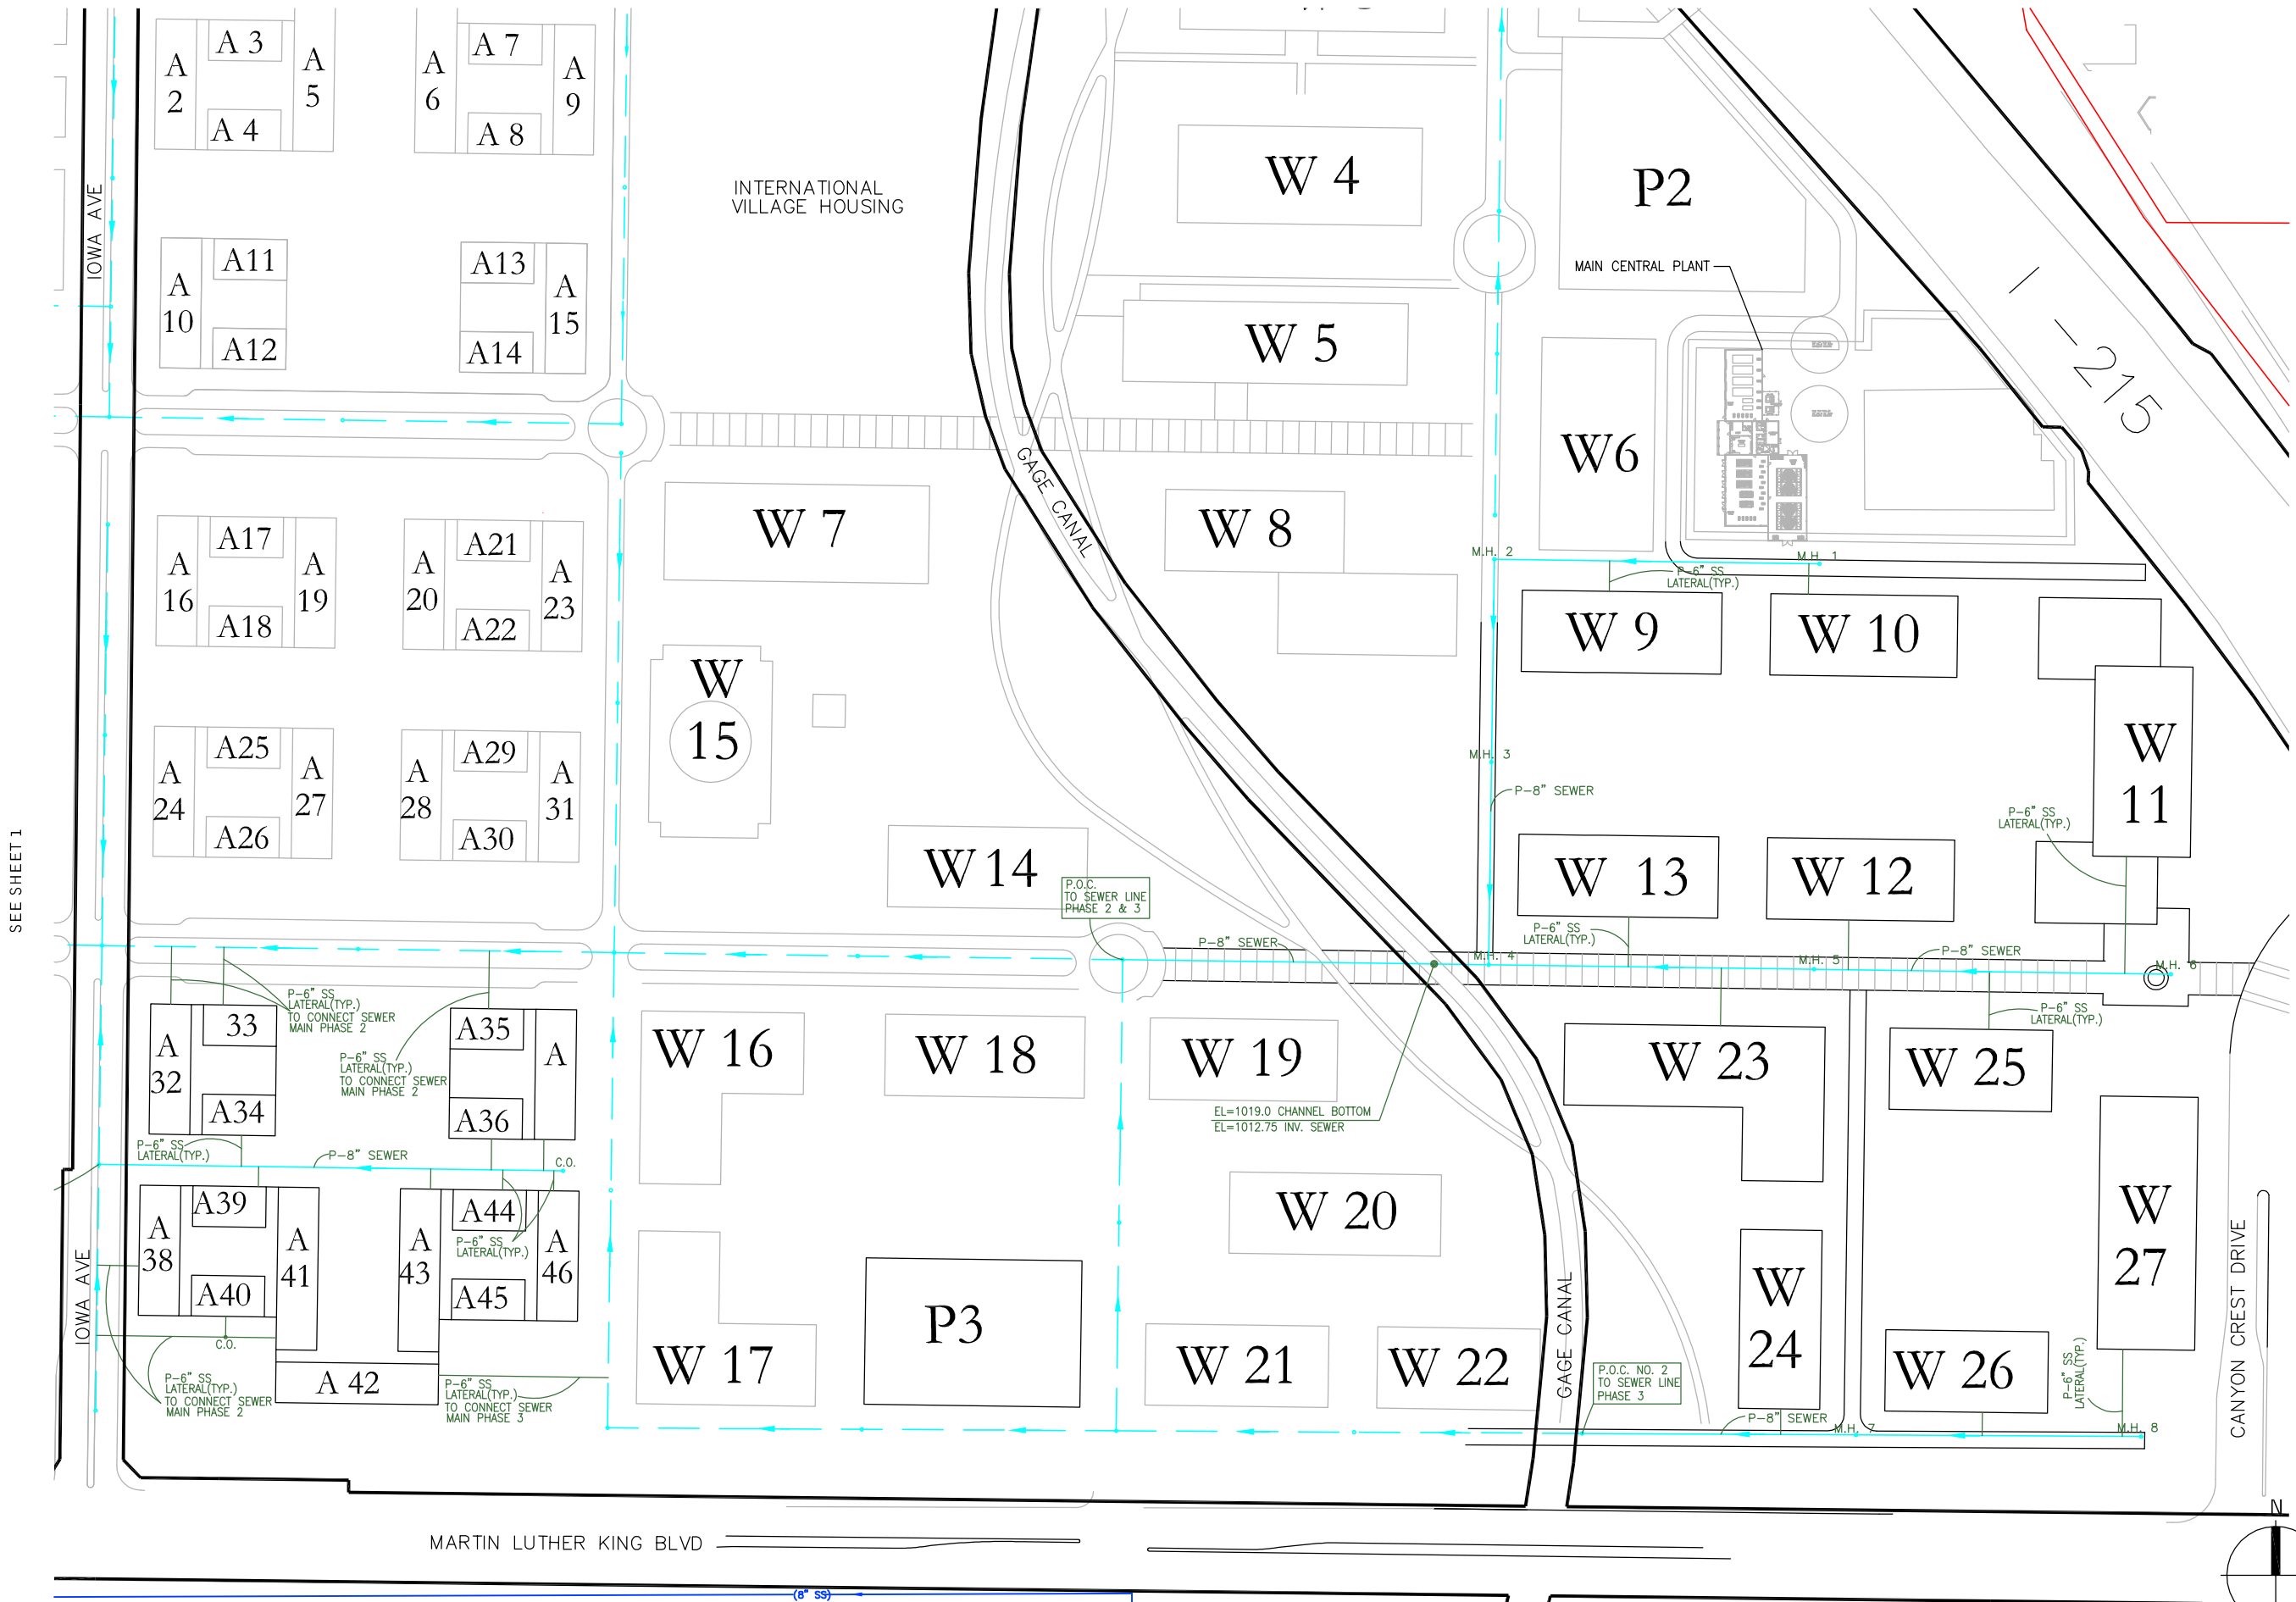 A 3
A 7
A
2
A
5
A
6
A
9
A 4
A 8
IOWA AVE
INTERNATIONAL
VILLAGE HOUSING
W 4
P2
MAIN CENTRAL PLANT
I-215
A11
A13
A
10
A
15
A12
A14
W 5
W6
GAGE CANAL
W 7
W 8
A17
A21
A
16
A
19
A
20
A
23
A18
A22
M.H. 2
M.H. 1
P-6" SS
LATERAL(TYP.)
W 9
W 10
W
15
W
11
M.H. 3
P-8" SEWER
A25
A29
A
24
A
27
A
28
A
31
A26
A30
P-6" SS
LATERAL(TYP.)
SEE SHEET 1
W 14
W 13
W 12
P.O.C.
TO SEWER LINE
PHASE 2 & 3
P-6" SS
LATERAL(TYP.)
P-8" SEWER
M.H. 4
M.H. 5
P-8" SEWER
M.H. 6
P-6" SS
LATERAL(TYP.)
TO CONNECT SEWER
MAIN PHASE 2
P-6" SS
LATERAL(TYP.)
33
A35
A
32
A
P-6" SS
LATERAL(TYP.)
TO CONNECT SEWER
MAIN PHASE 2
W 16
W 18
W 19
W 23
W 25
A34
A36
EL=1019.0 CHANNEL BOTTOM
EL=1012.75 INV. SEWER
P-6" SS
LATERAL(TYP.)
P-8" SEWER
C.O.
A39
A44
A
38
A
41
A
43
A
46
P-6" SS
LATERAL(TYP.)
W 20
W
27
A40
A45
IOWA AVE
C.O.
P3
GAGE CANAL
W
24
CANYON CREST DRIVE
W 17
W 21
W 22
W 26
P-6" SS
LATERAL(TYP.)
A 42
P-6" SS
LATERAL(TYP.)
TO CONNECT SEWER
MAIN PHASE 2
P-6" SS
LATERAL(TYP.)
TO CONNECT SEWER
MAIN PHASE 3
P.O.C. NO. 2
TO SEWER LINE
PHASE 3
P-8" SEWER
M.H. 7
M.H. 8
MARTIN LUTHER KING BLVD
N
(8" SS)